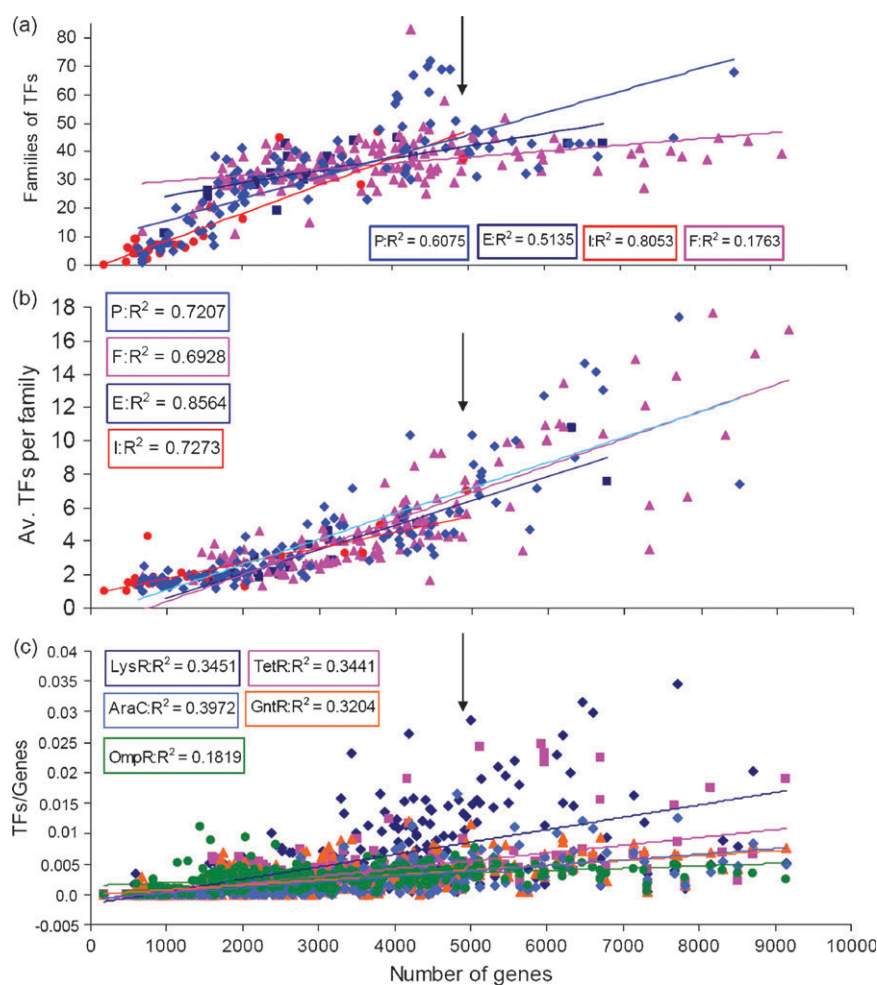 (a)
80
70
60
50
40
30
20
10
0
Families of TFs
P:R² = 0.6075
E:R² = 0.5135
I:R² = 0.8053
F:R² = 0.1763
(b)
18
16
14
12
10
8
6
4
2
0
Av. TFs per family
P:R² = 0.7207
F:R² = 0.6928
E:R² = 0.8564
I:R² = 0.7273
(c)
0.04
0.035
0.03
0.025
0.02
0.015
0.01
0.005
0.0
-0.005
TFs/Genes
LysR:R² = 0.3451
TetR:R² = 0.3441
AraC:R² = 0.3972
GntR:R² = 0.3204
OmpR:R² = 0.1819
0 1000 2000 3000 4000 5000 6000 7000 8000 9000 10000
Number of genes